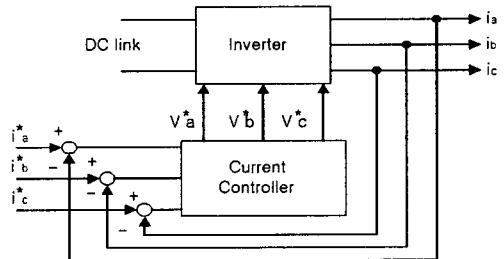 DC link
Inverter
ia
ib
ic
V*a
V*b
V*c
i*a
+
−
i*b
+
−
i*c
+
−
Current
Controller